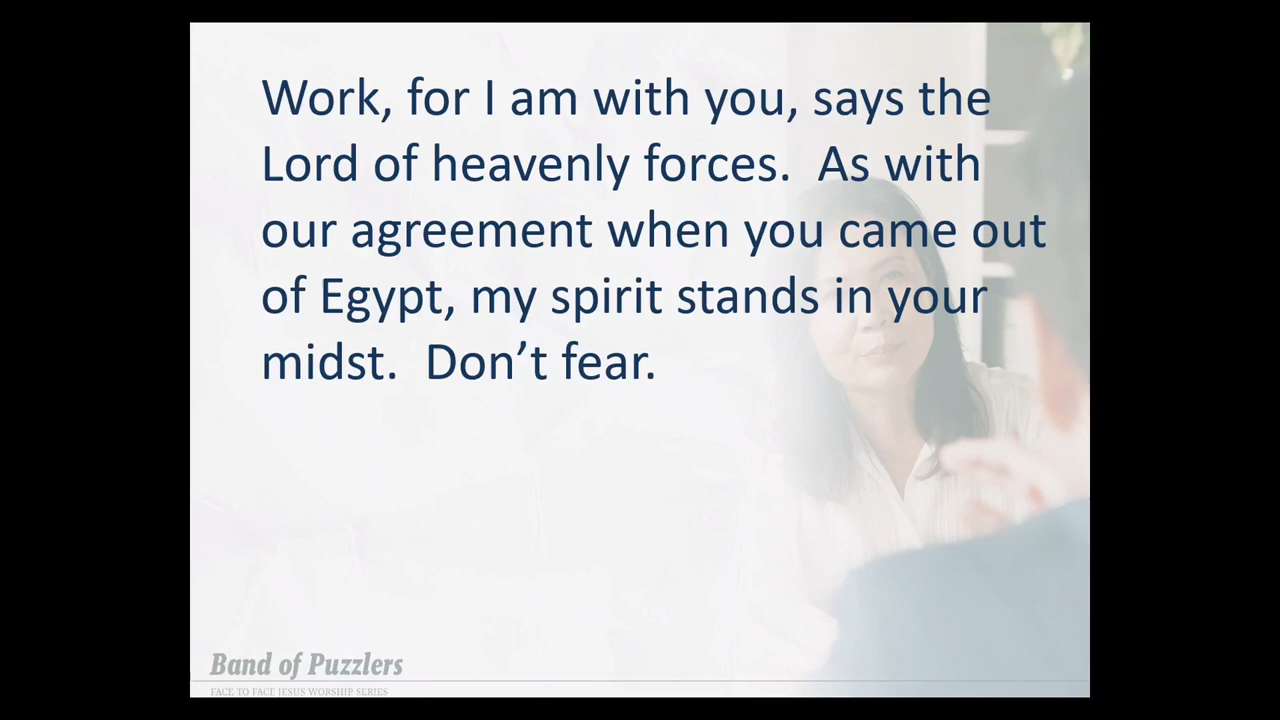 Work, for I am with you, says the
Lord of heavenly forces.  As with
our agreement when you came out
of Egypt, my spirit stands in your
midst.  Don’t fear.
Band of Puzzlers
FACE TO FACE JESUS WORSHIP SERIES